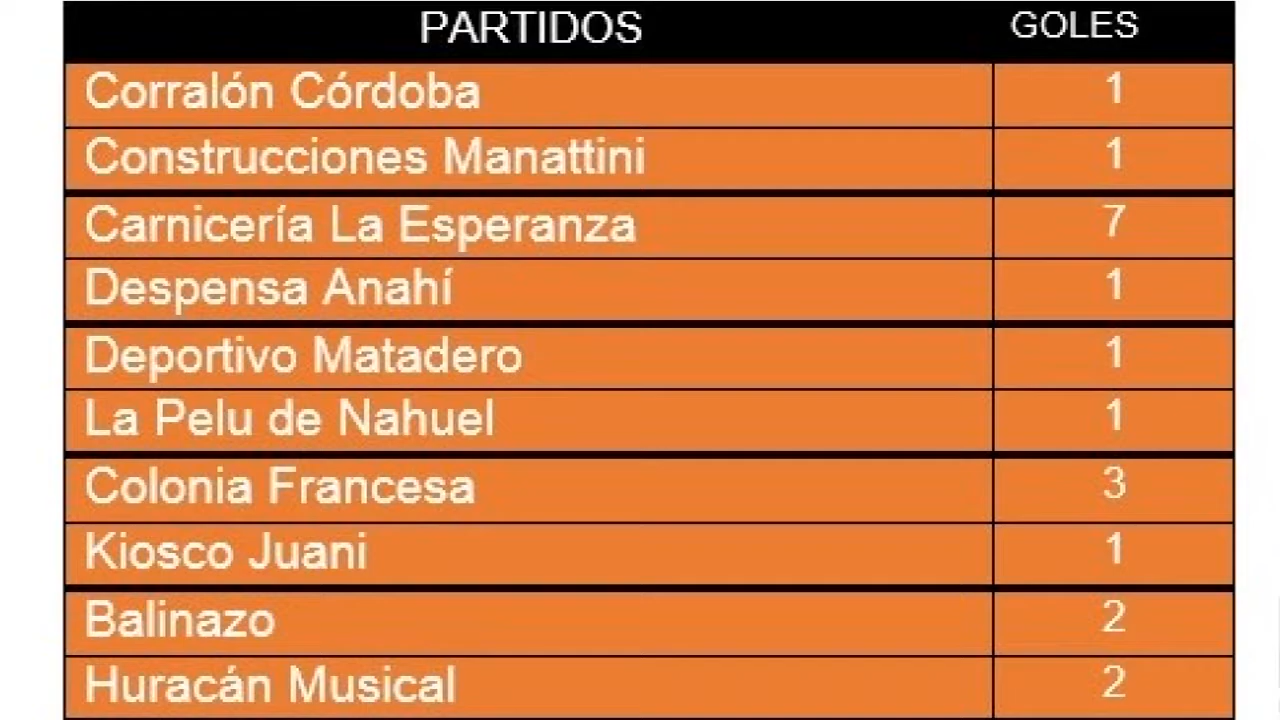 PARTIDOS GOLES
Corralón Córdoba 1
Construcciones Manattini 1
Carnicería La Esperanza 7
Despensa Anahí 1
Deportivo Matadero 1
La Pelu de Nahuel 1
Colonia Francesa 3
Kiosco Juani 1
Balinazo 2
Huracán Musical 2